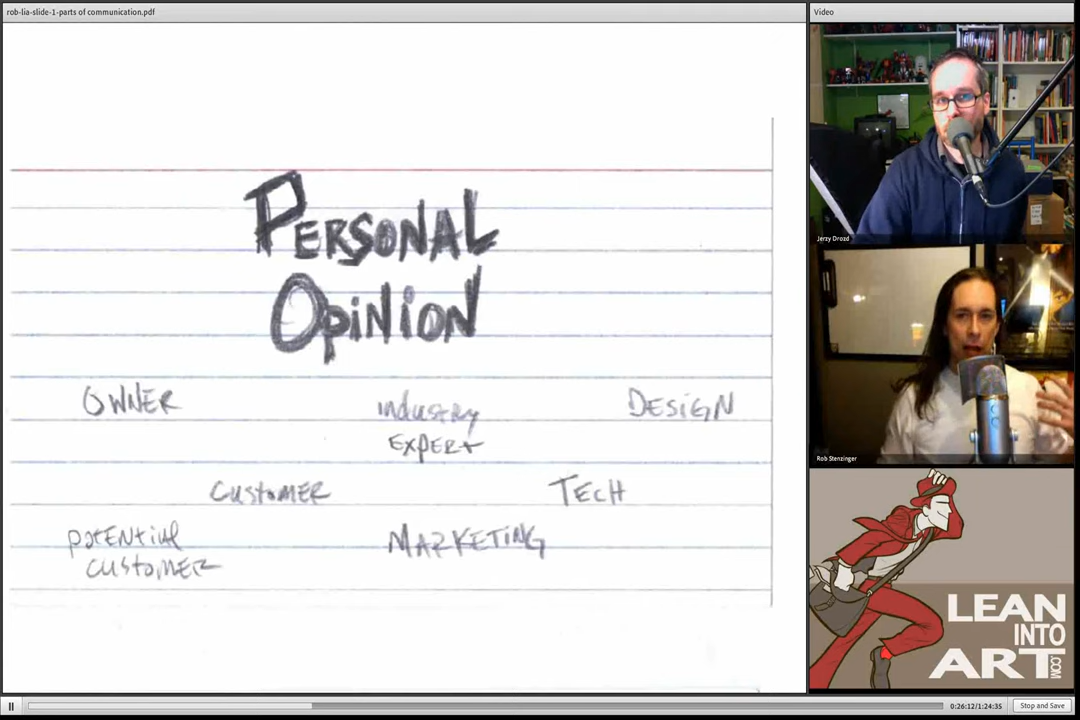 rob-lia-slide-1-parts of communication.pdf
Video
PERSONAL
OPINION
OWNER
industry
EXPERT
DESIGN
CUSTOMER
TECH
potential
customer
MARKETING
Jerzy Drozd
Rob Stenzinger
LEAN
INTO
ART.COM
0:26:12/1:24:35
Stop and Save